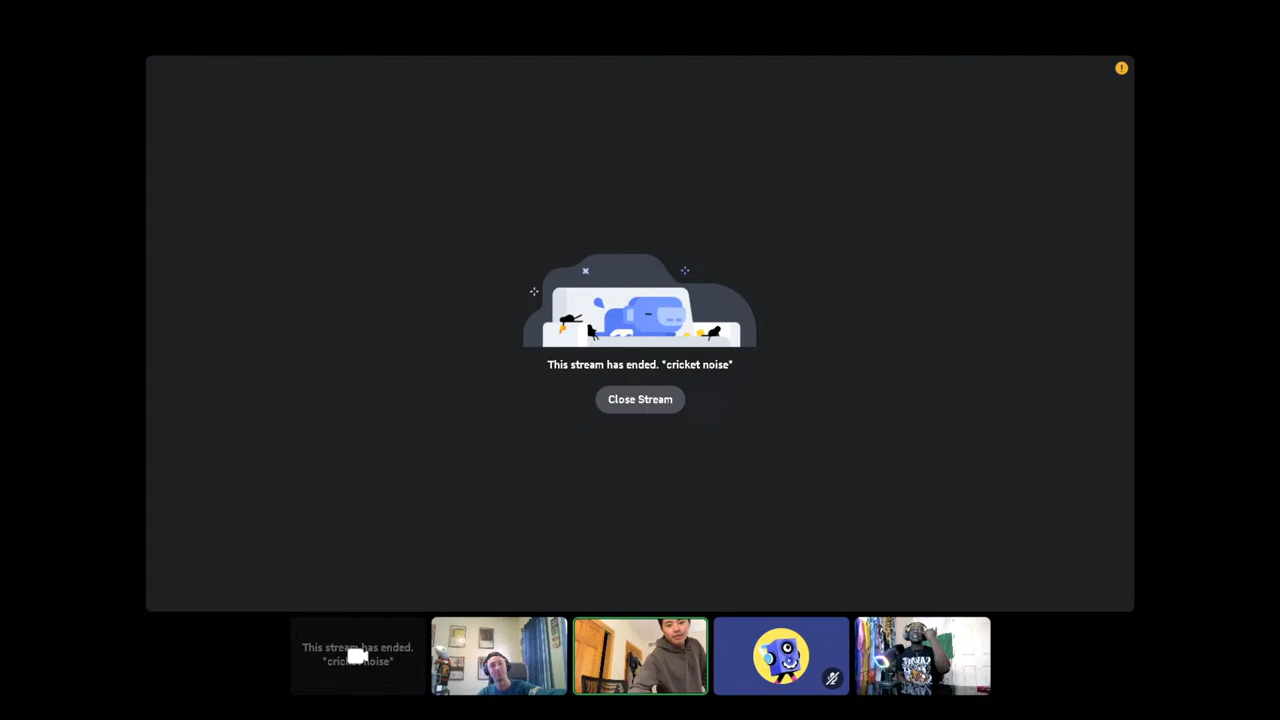 This stream has ended. *cricket noise*
Close Stream
This stream has ended.
*cricket noise*